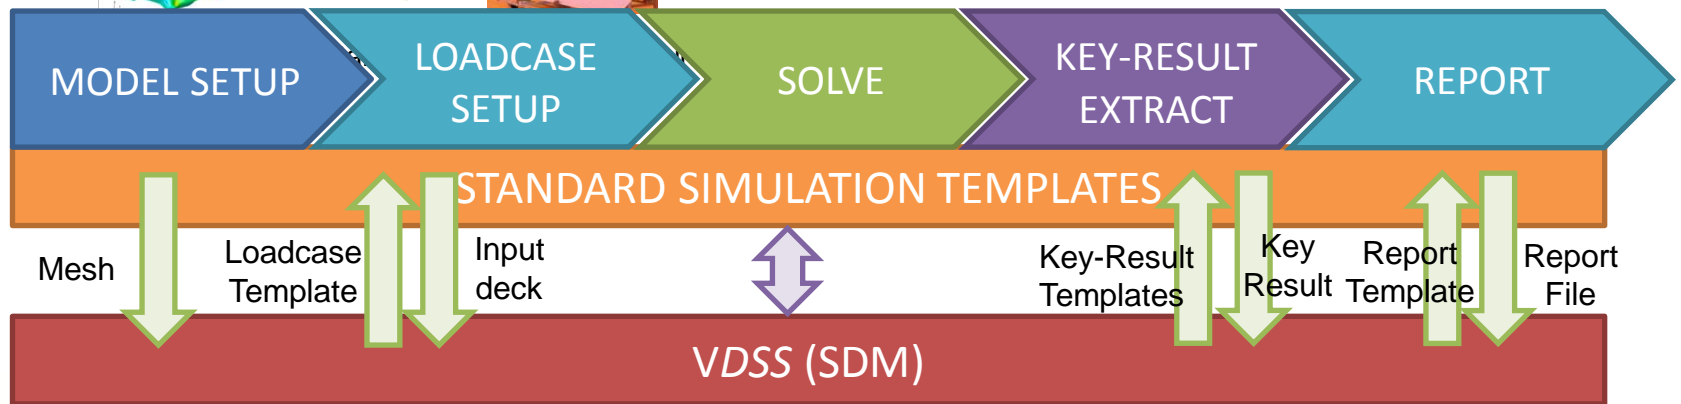 MODEL SETUP
LOADCASE
SETUP
SOLVE
KEY-RESULT
EXTRACT
REPORT
STANDARD SIMULATION TEMPLATES
Mesh
Loadcase
Template
Input
deck
Key-Result
Templates
Key
Result
Report
Template
Report
File
VDSS (SDM)